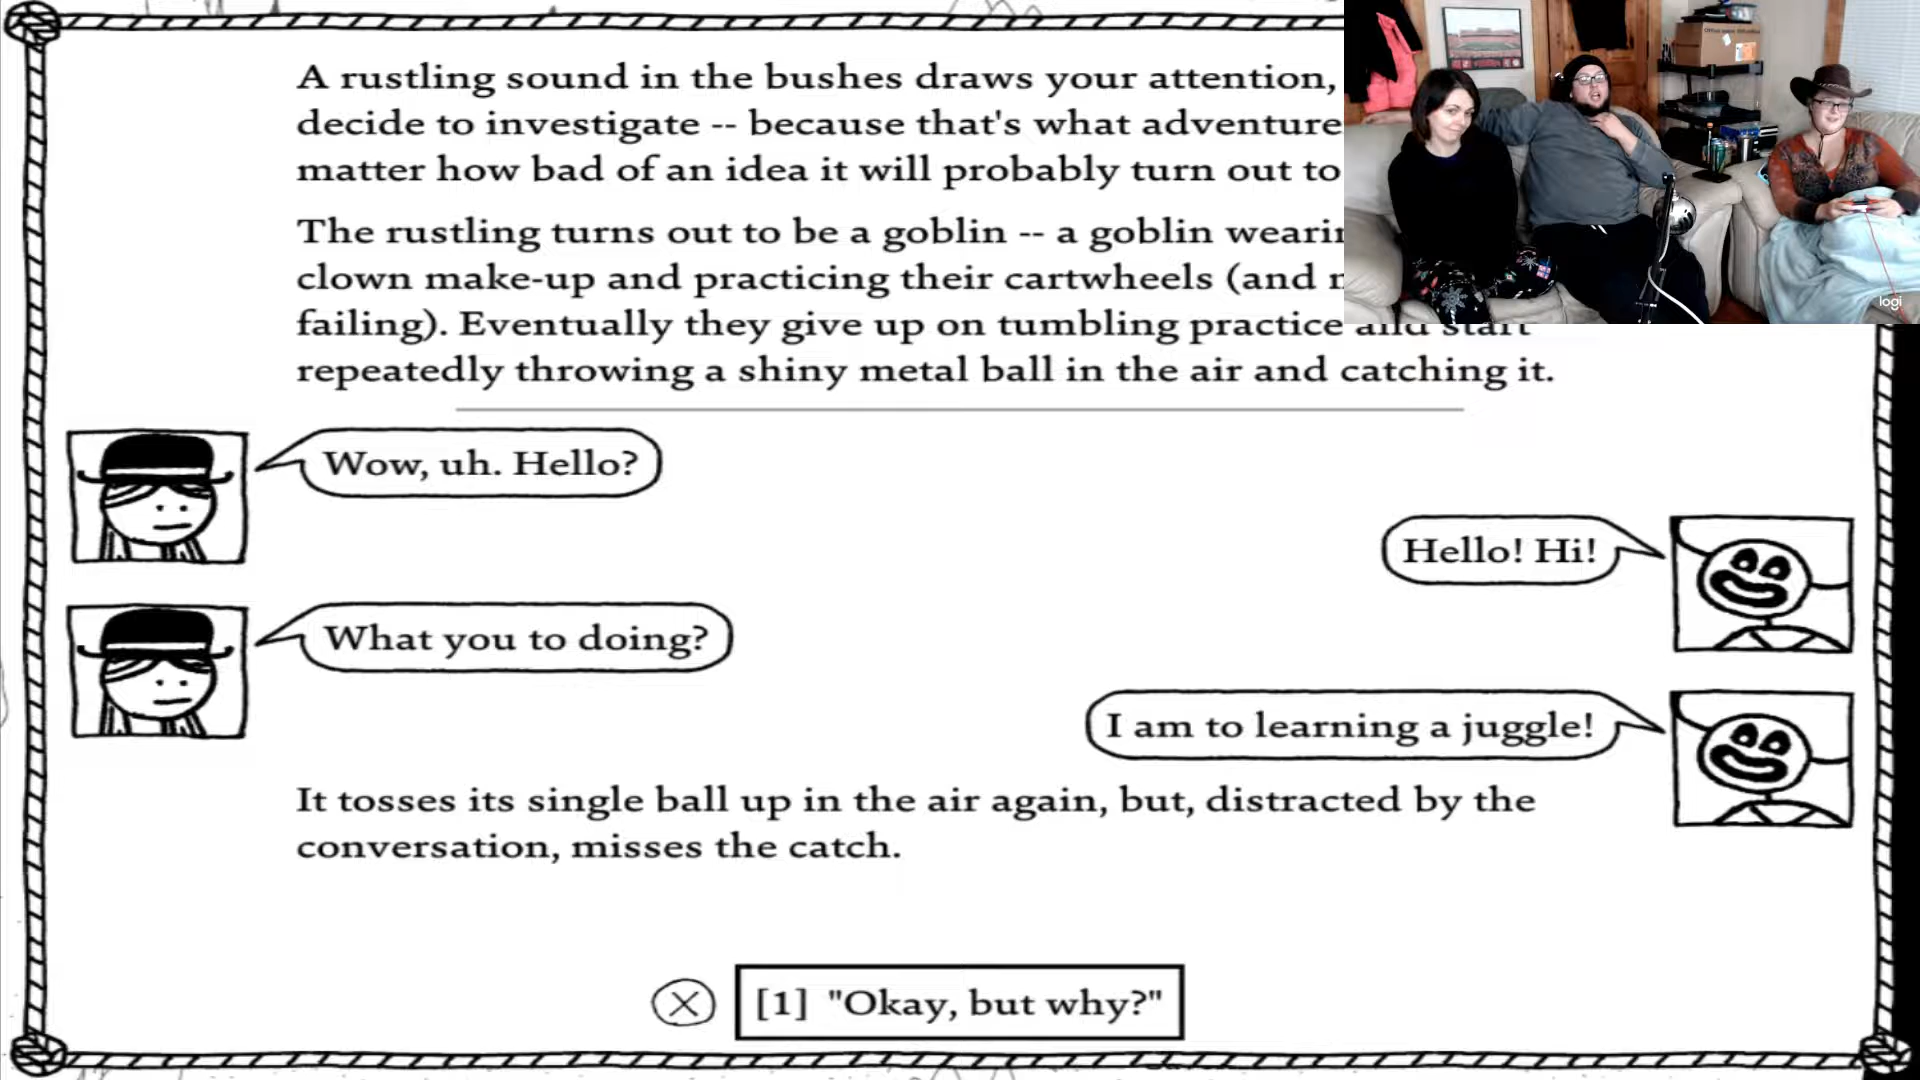 A rustling sound in the bushes draws your attention,
decide to investigate -- because that's what adventure
matter how bad of an idea it will probably turn out to
The rustling turns out to be a goblin -- a goblin
clown make-up and practicing their cartwheels (and
failing). Eventually they give up on tumbling practice and start
repeatedly throwing a shiny metal ball in the air and catching it.
Wow, uh. Hello?
Hello! Hi!
What you to doing?
I am to learning a juggle!
It tosses its single ball up in the air again, but, distracted by the
conversation, misses the catch.
[1] "Okay, but why?"
logi